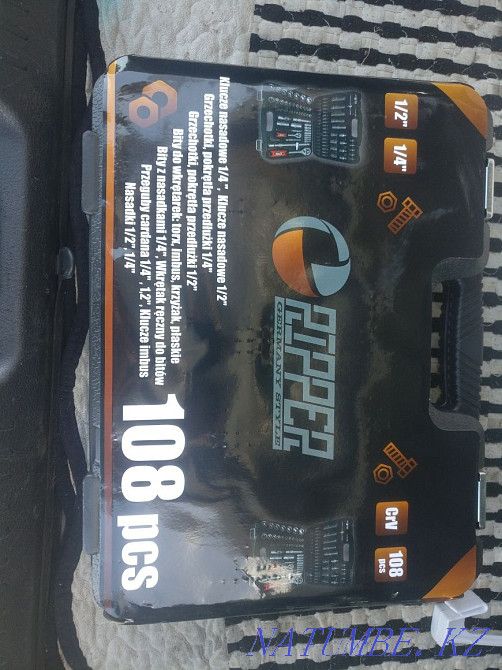 1/2"
1/4"
ZIPPER
GERMANY STYLE
CrV
108
pcs
Klucze nasadowe 1/4", Klucze nasadowe 1/2"
Grzechotki, pokrętła przedłużki 1/4"
Grzechotki, pokrętła przedłużki 1/2"
Bity do wkrętarek: torx, imbus, krzyżak, płaskie
Bity z nasadkami 1/4", Wkrętak ręczny do bitów
Przeguby cardana 1/4", 1.2", Klucze imbus
Nasadki 1/2",1/4"
108 pcs
NATUMBE.KZ